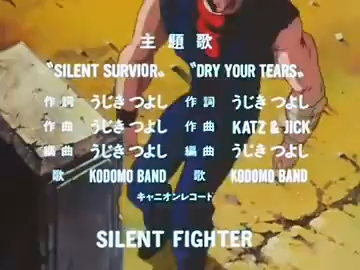 主題歌
〝SILENT SURVIOR〟 〝DRY YOUR TEARS〟
作詞 うじき つよし 作詞 うじき つよし
作曲 うじき つよし 作曲 KATZ & JICK
編曲 うじき つよし 編曲 うじき つよし
歌 KODOMO BAND 歌 KODOMO BAND
キャニオンレコード
SILENT FIGHTER